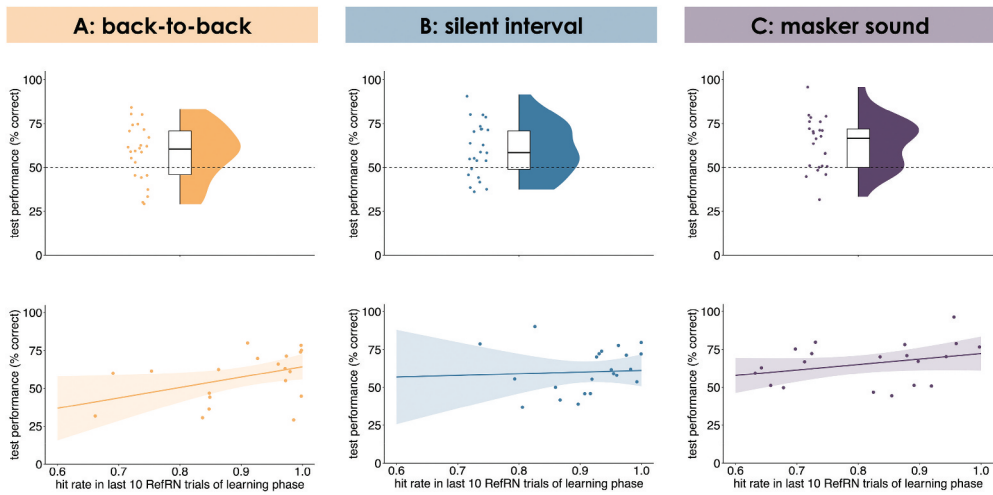 A: back-to-back
B: silent interval
C: masker sound
test performance (% correct)
100
75
50
25
0
test performance (% correct)
100
75
50
25
0
test performance (% correct)
100
75
50
25
0
test performance (% correct)
100
75
50
25
0
0.6 0.7 0.8 0.9 1.0
hit rate in last 10 RefRN trials of learning phase
test performance (% correct)
100
75
50
25
0
0.6 0.7 0.8 0.9 1.0
hit rate in last 10 RefRN trials of learning phase
test performance (% correct)
100
75
50
25
0
0.6 0.7 0.8 0.9 1.0
hit rate in last 10 RefRN trials of learning phase